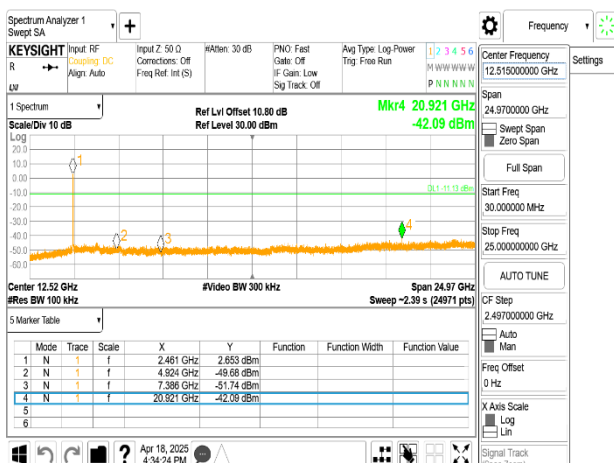 Spectrum Analyzer 1
Swept SA
Frequency
KEYSIGHT
R
Input: RF
Coupling: DC
Align: Auto
Input Z: 50 Ω
Corrections: Off
Freq Ref: Int (S)
#Atten: 30 dB
PNO: Fast
Gate: Off
IF Gain: Low
Sig Track: Off
Avg Type: Log-Power
Trig: Free Run
1 2 3 4 5 6
M W W W W W
P N N N N N
Center Frequency
12.515000000 GHz
Settings
Span
24.9700000 GHz
Swept Span
Zero Span
Full Span
Start Freq
30.000000 MHz
Stop Freq
25.000000000 GHz
AUTO TUNE
CF Step
2.497000000 GHz
Auto
Man
Freq Offset
0 Hz
X Axis Scale
Log
Lin
Signal Track
1 Spectrum
Scale/Div 10 dB
Log
Ref Lvl Offset 10.80 dB
Ref Level 30.00 dBm
Mkr4 20.921 GHz
-42.09 dBm
20.0
10.0
0.00
-10.0
-20.0
-30.0
-40.0
-50.0
-60.0
1
2
3
4
DL1 -11.13 dBm
Center 12.52 GHz
#Res BW 100 kHz
#Video BW 300 kHz
Span 24.97 GHz
Sweep ~2.39 s (24971 pts)
5 Marker Table
Mode Trace Scale X Y Function Function Width Function Value
1 N 1 f 2.461 GHz 2.653 dBm
2 N 1 f 4.924 GHz -49.68 dBm
3 N 1 f 7.386 GHz -51.74 dBm
4 N 1 f 20.921 GHz -42.09 dBm
5
6
Apr 18, 2025
4:34:24 PM